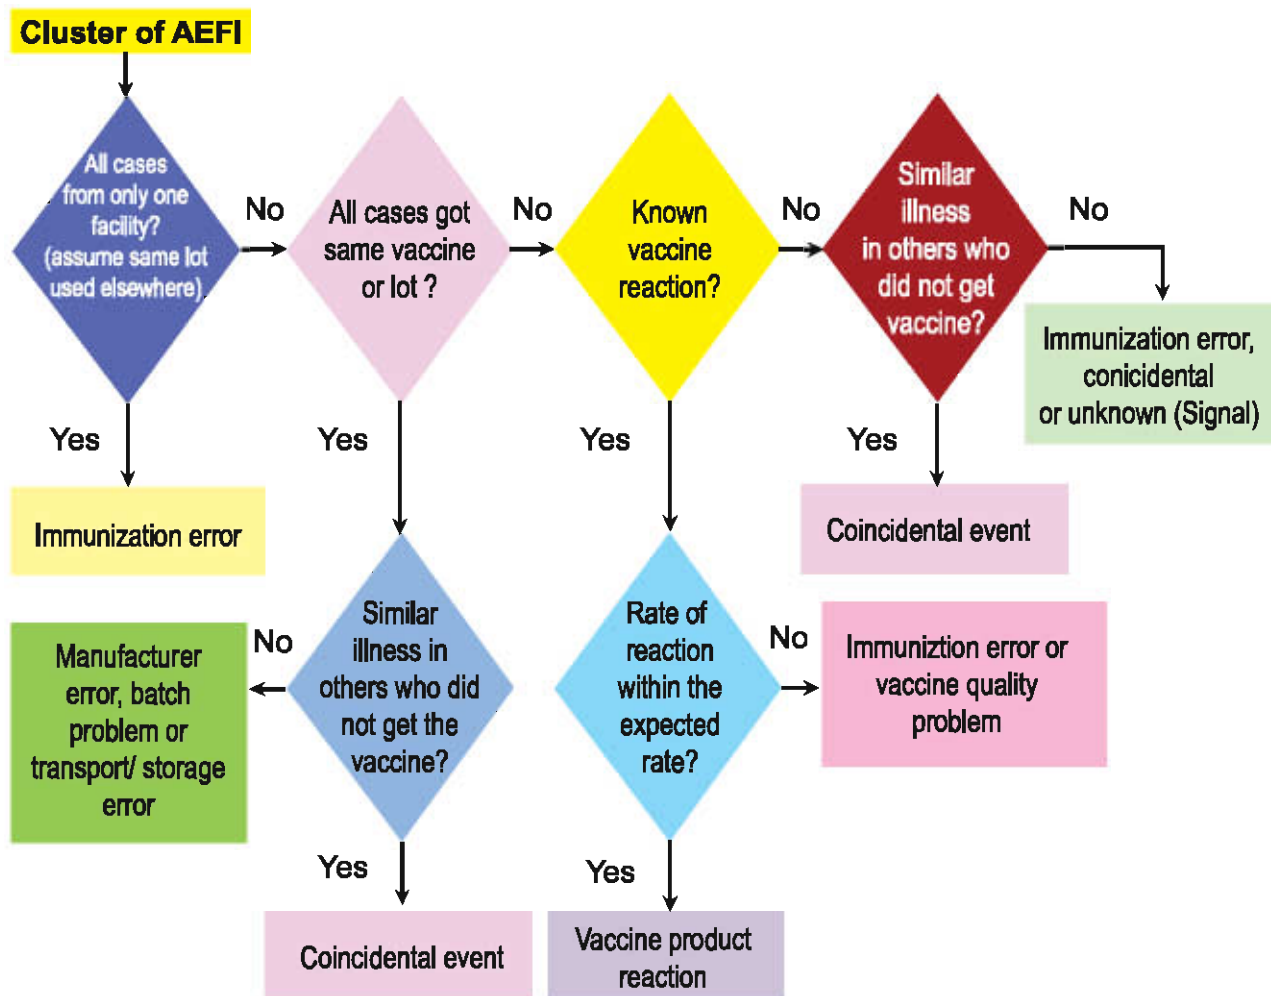 Cluster of AEFI
All cases
from only one
facility?
(assume same lot
used elsewhere)
No
All cases got
same vaccine
or lot ?
No
Known
vaccine
reaction?
No
Similar
illness
in others who
did not get
vaccine?
No
Immunization error,
conicidental
or unknown (Signal)
Yes
Yes
Yes
Yes
Immunization error
Coincidental event
Similar
illness in
others who did
not get the
vaccine?
No
Manufacturer
error, batch
problem or
transport/ storage
error
Rate of
reaction
within the
expected
rate?
No
Immuniztion error or
vaccine quality
problem
Yes
Yes
Coincidental event
Vaccine product
reaction